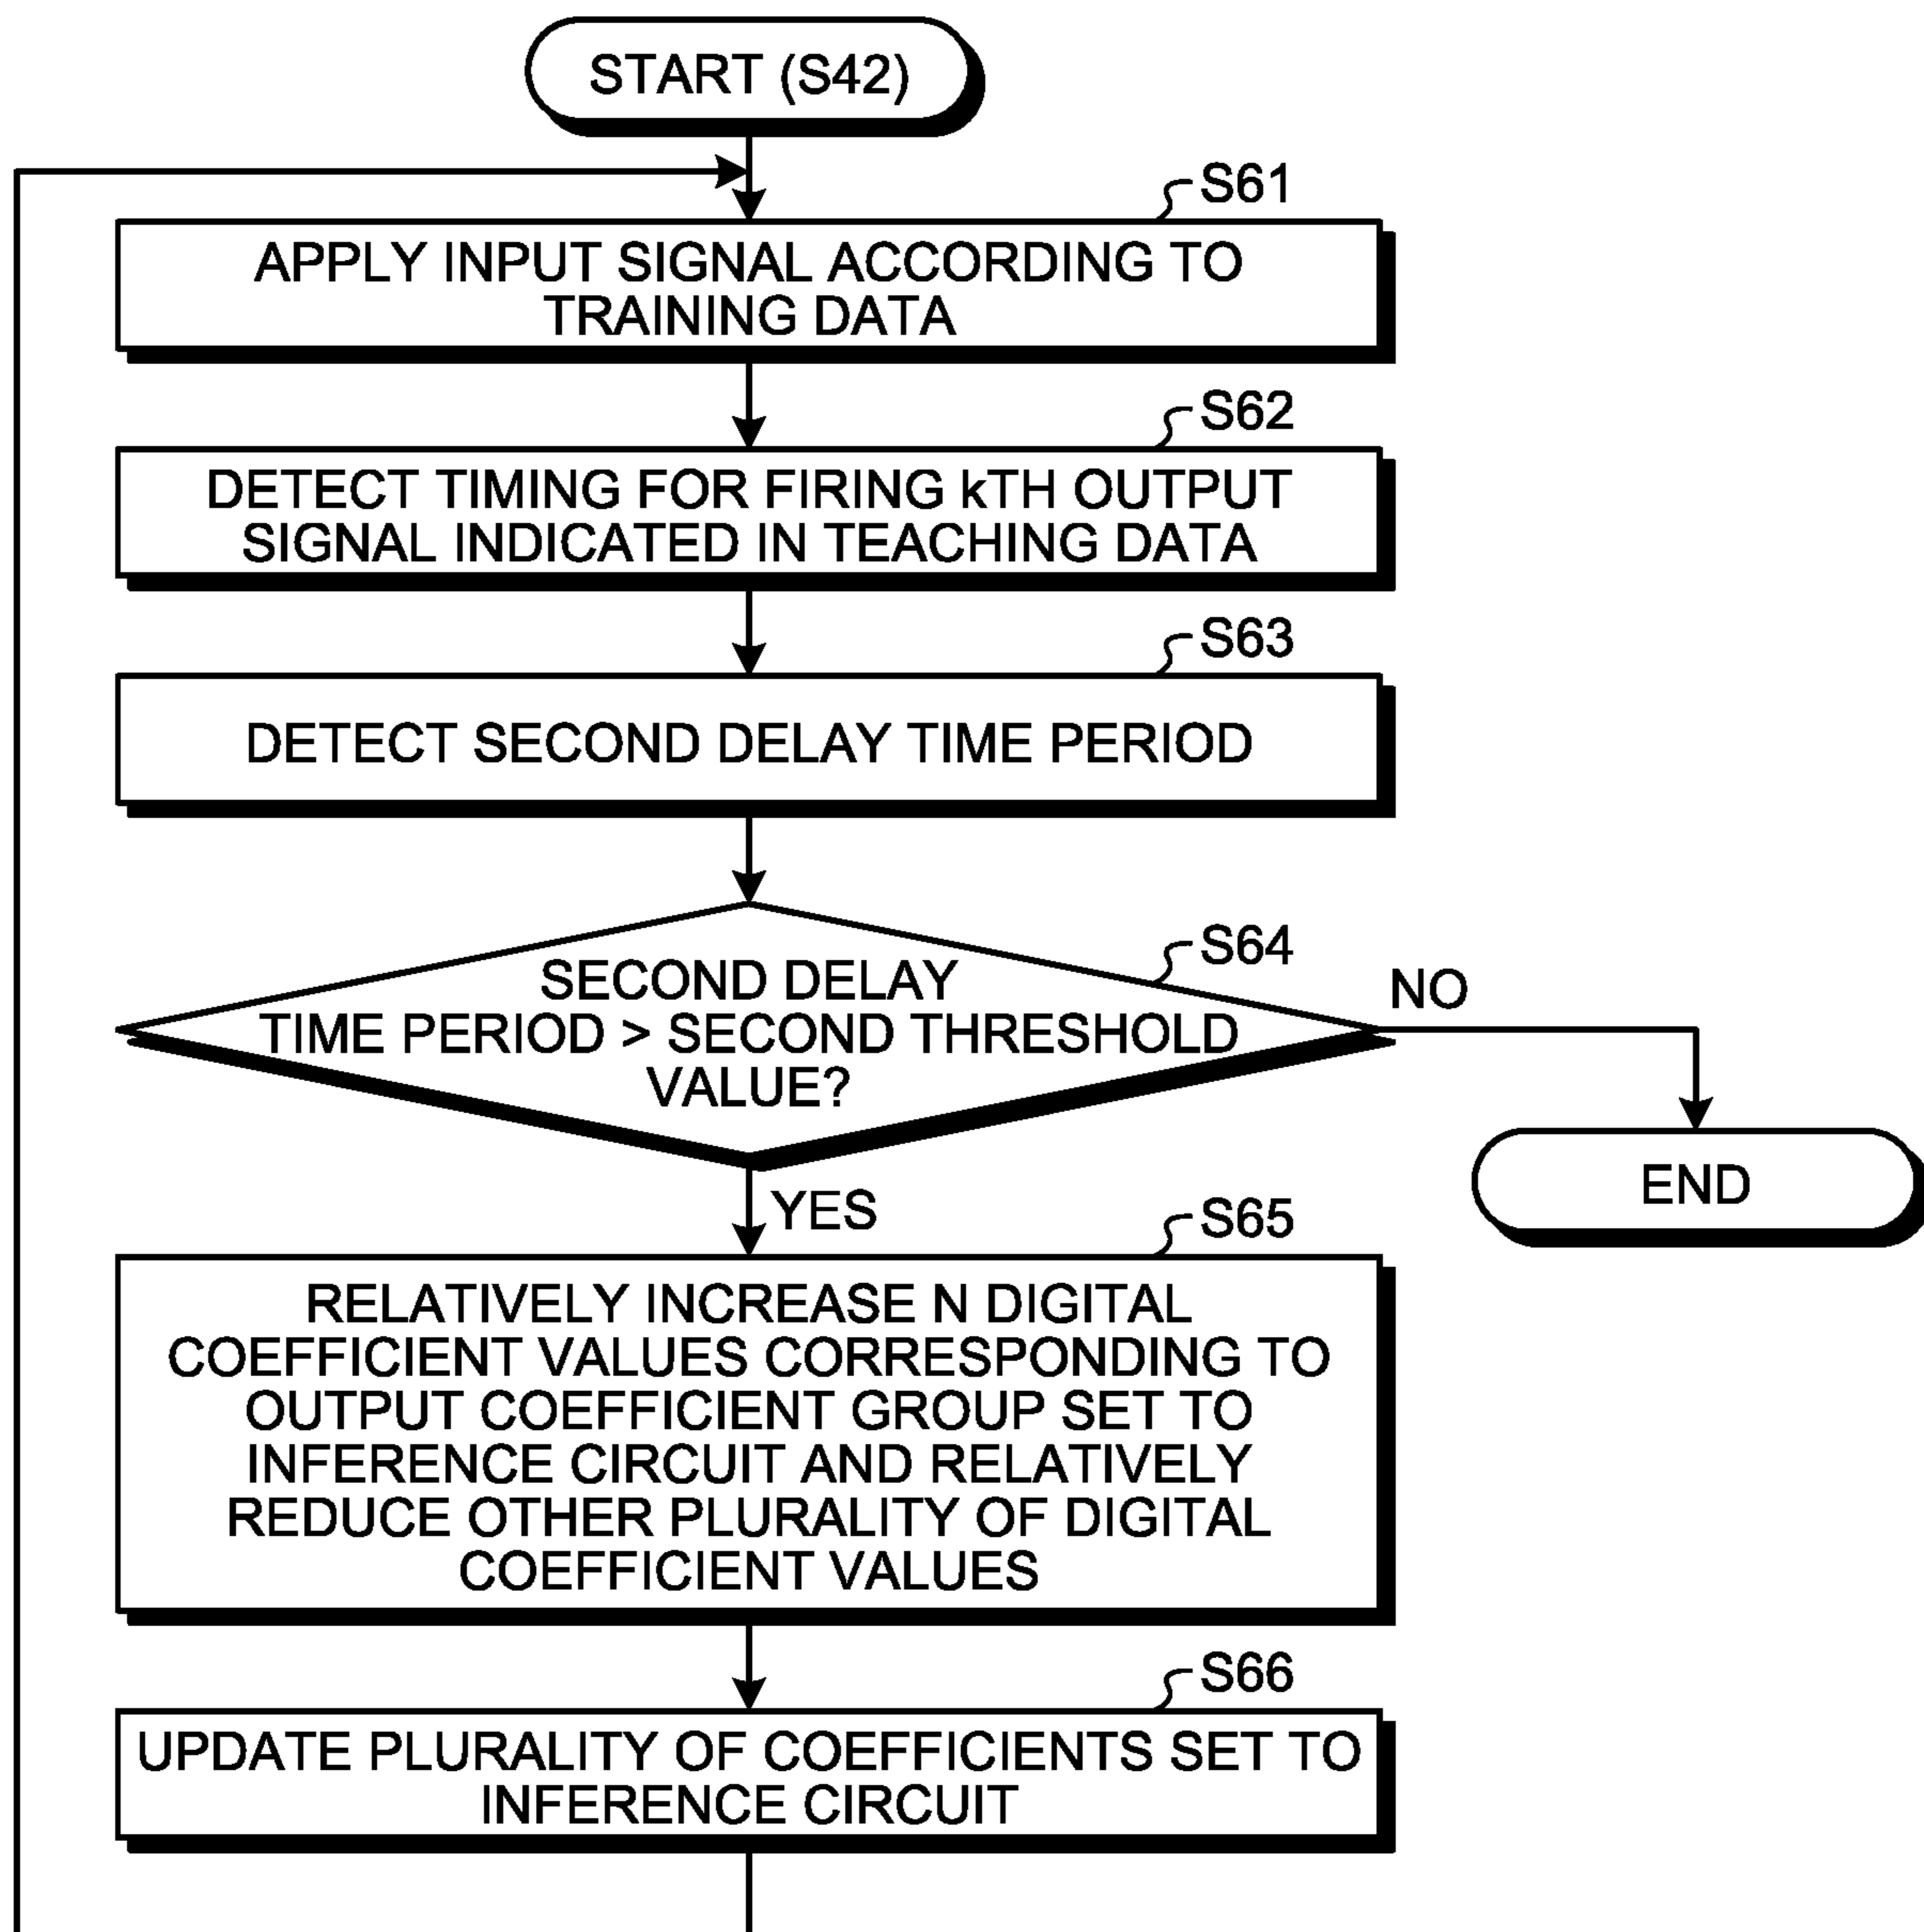 START (S42)
S61
APPLY INPUT SIGNAL ACCORDING TO
TRAINING DATA
S62
DETECT TIMING FOR FIRING kTH OUTPUT
SIGNAL INDICATED IN TEACHING DATA
S63
DETECT SECOND DELAY TIME PERIOD
S64
SECOND DELAY
TIME PERIOD > SECOND THRESHOLD
VALUE?
NO
END
YES
S65
RELATIVELY INCREASE N DIGITAL
COEFFICIENT VALUES CORRESPONDING TO
OUTPUT COEFFICIENT GROUP SET TO
INFERENCE CIRCUIT AND RELATIVELY
REDUCE OTHER PLURALITY OF DIGITAL
COEFFICIENT VALUES
S66
UPDATE PLURALITY OF COEFFICIENTS SET TO
INFERENCE CIRCUIT